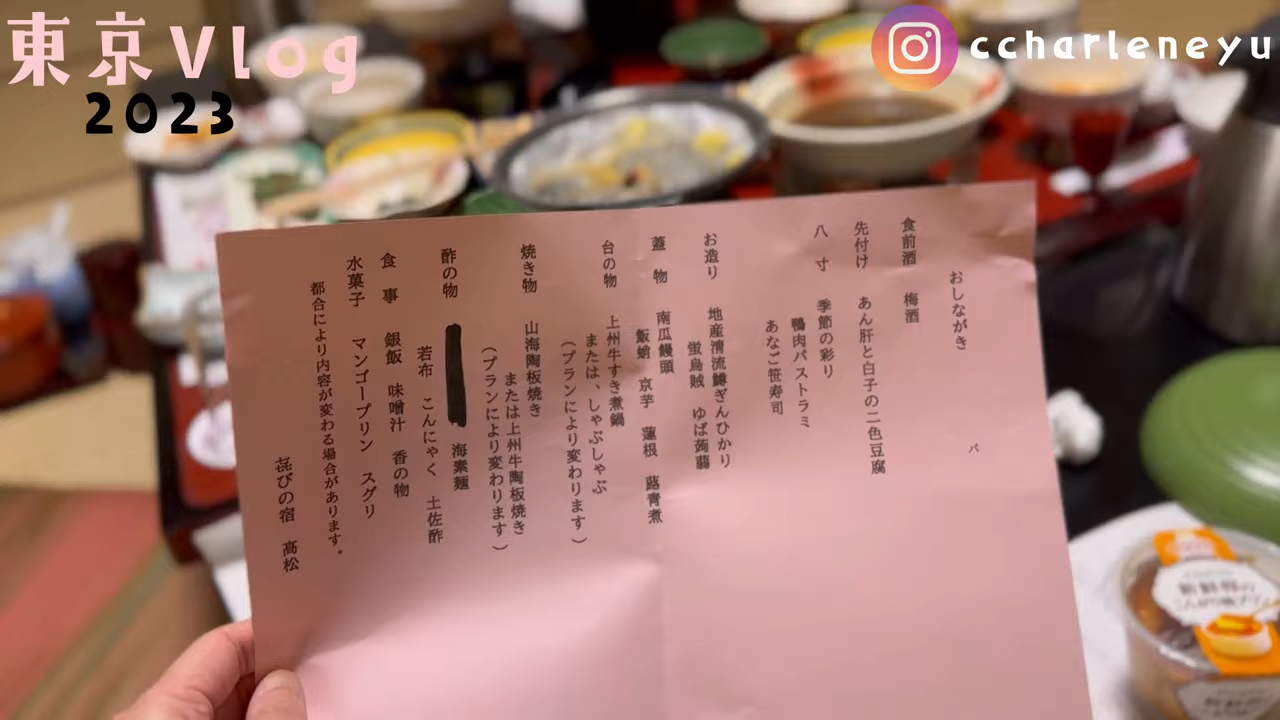 東京Vlog
2023
ccharleneyu
おしながき
パ
食前酒 梅酒
先付け あん肝と白子の二色豆腐
八寸 季節の彩り
鴨肉パストラミ
あなご笹寿司
お造り 地産清流鱒ぎんひかり
蛍烏賊 ゆば蒟蒻
蓋物 南瓜饅頭
飯蛸 京芋 蓮根 蕗青煮
台の物 上州牛すき煮鍋
または、しゃぶしゃぶ
(プランにより変わります)
焼き物 山海陶板焼き
または上州牛陶板焼き
(プランにより変わります)
酢の物 海素麺
若布 こんにゃく 土佐酢
食事 銀飯 味噌汁 香の物
水菓子 マンゴープリン スグリ
都合により内容が変わる場合があります。
㐂びの宿 高松